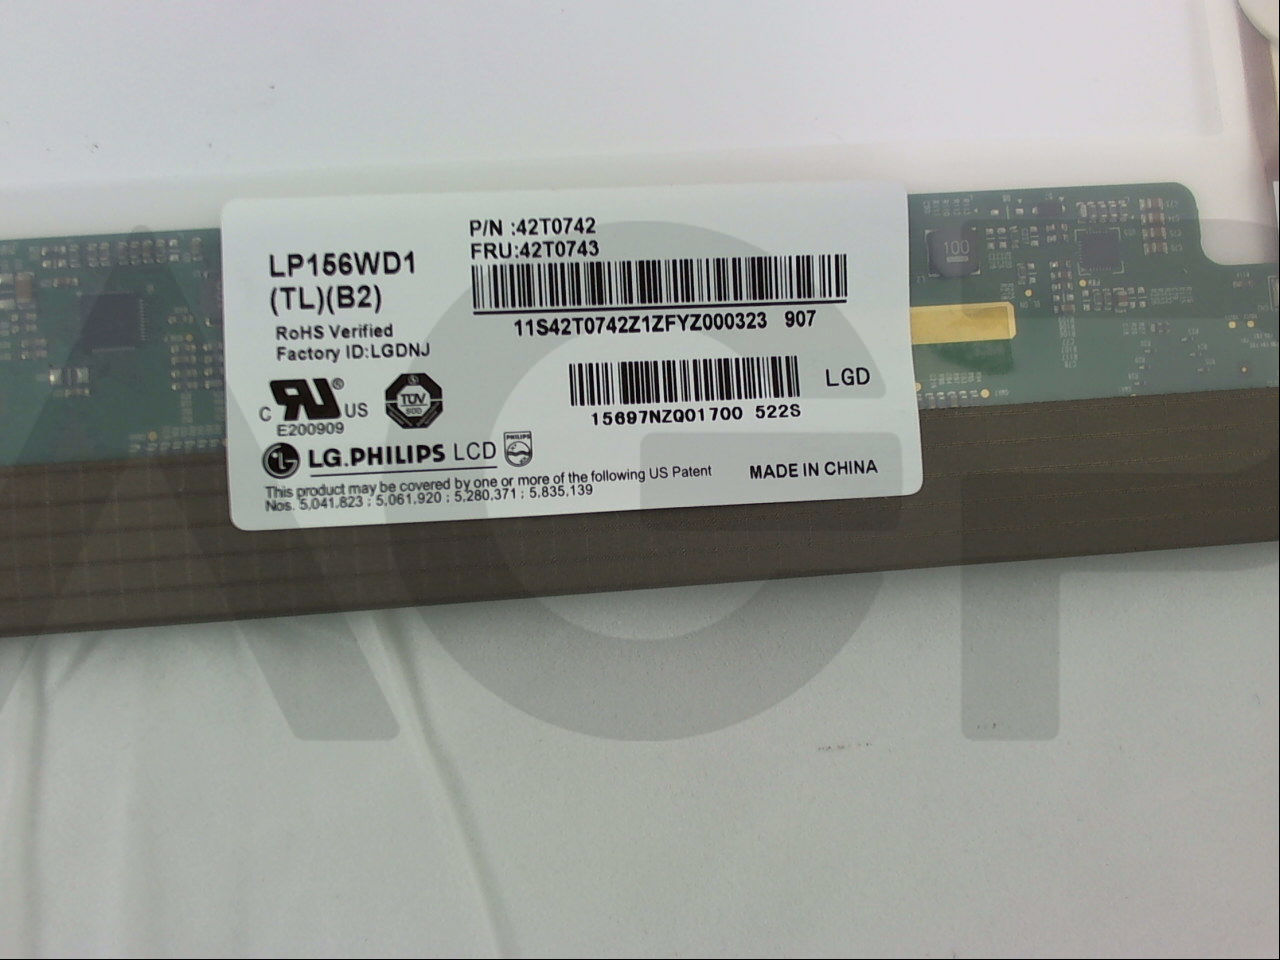 P/N :42T0742
FRU:42T0743
LP156WD1
(TL)(B2)
11S42T0742Z1ZFYZ000323 907
RoHS Verified
Factory ID:LGDNJ
LGD
C RU ® US
TÜV
E200909
15697NZQ01700 522S
LG.PHILIPS LCD
PHILIPS
MADE IN CHINA
This product may be covered by one or more of the following US Patent
Nos. 5,041,823 ; 5,061,920 ; 5,280,371 ; 5,835,139
100